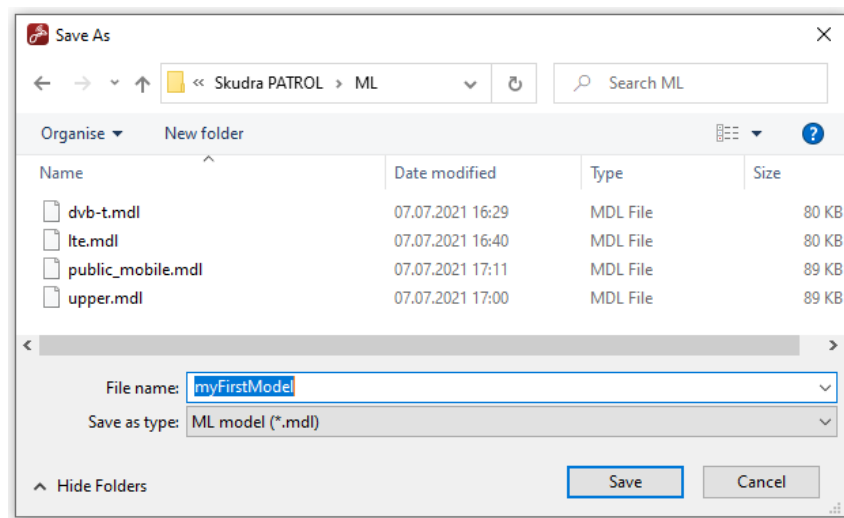 Save As
« Skudra PATROL › ML
Search ML
Organise
New folder
?
Name Date modified Type Size
dvb-t.mdl 07.07.2021 16:29 MDL File 80 KB
lte.mdl 07.07.2021 16:40 MDL File 80 KB
public_mobile.mdl 07.07.2021 17:11 MDL File 89 KB
upper.mdl 07.07.2021 17:00 MDL File 89 KB
File name: myFirstModel
Save as type: ML model (*.mdl)
Hide Folders Save Cancel